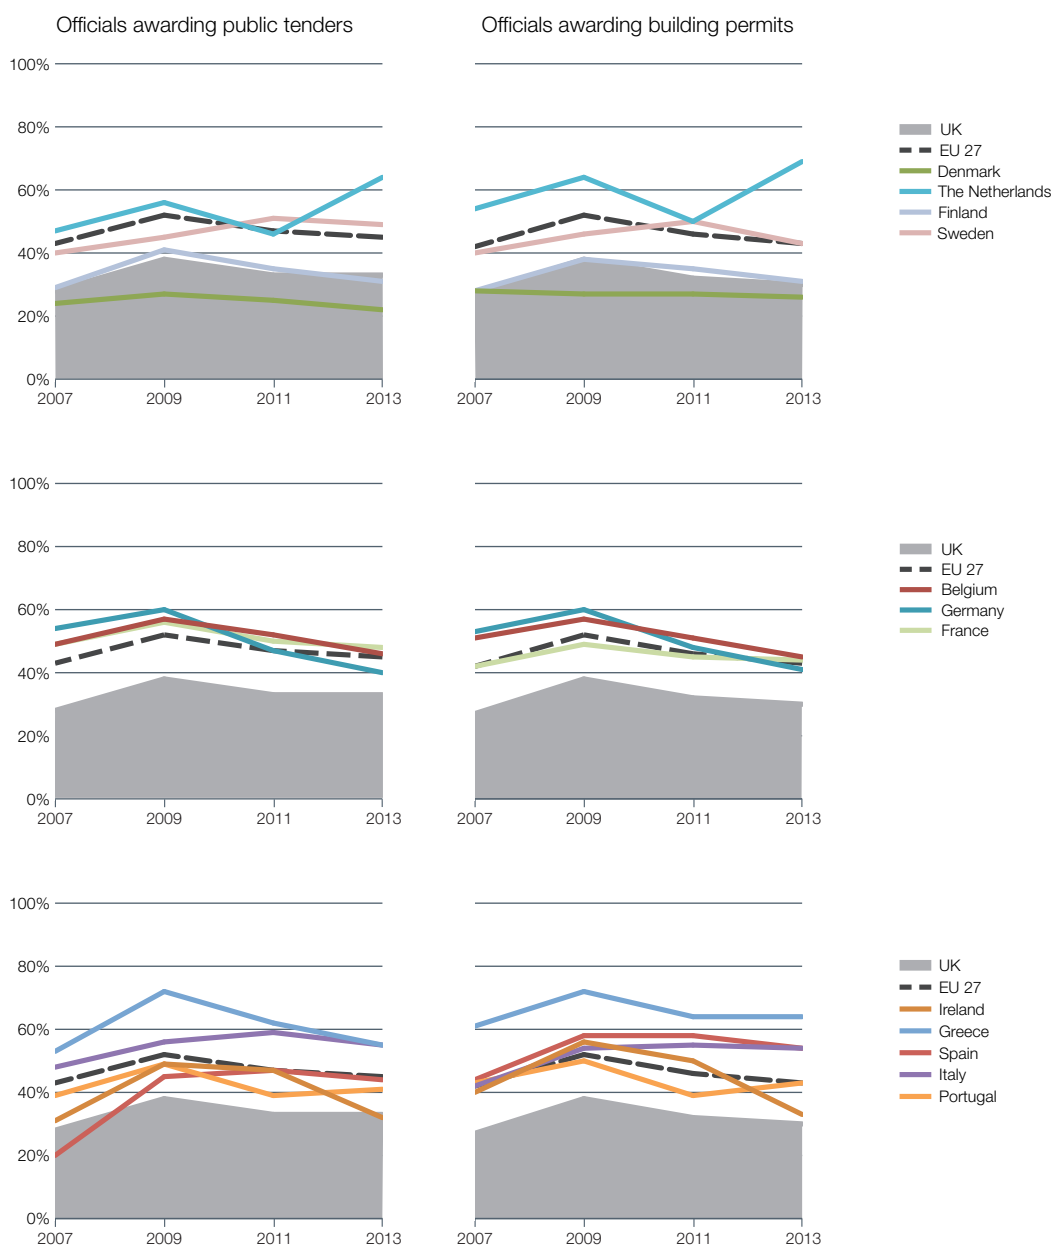 Officials awarding public tenders
Officials awarding building permits
100%
80%
60%
40%
20%
0%
2007 2009 2011 2013
2007 2009 2011 2013
UK
EU 27
Denmark
The Netherlands
Finland
Sweden
100%
80%
60%
40%
20%
0%
2007 2009 2011 2013
2007 2009 2011 2013
UK
EU 27
Belgium
Germany
France
100%
80%
60%
40%
20%
0%
2007 2009 2011 2013
2007 2009 2011 2013
UK
EU 27
Ireland
Greece
Spain
Italy
Portugal